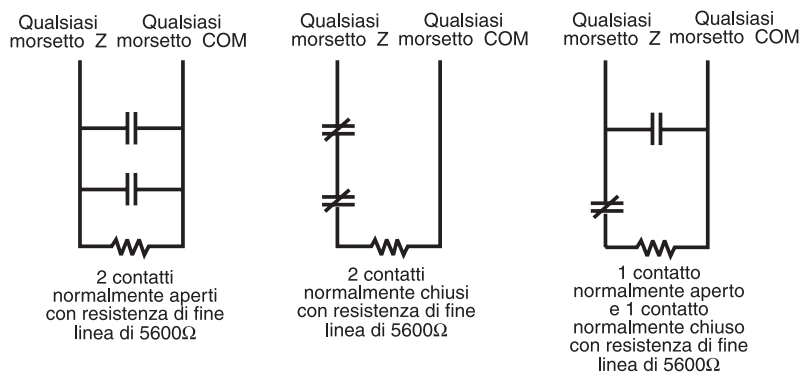 Qualsiasi
morsetto Z
Qualsiasi
morsetto COM
Qualsiasi
morsetto Z
Qualsiasi
morsetto COM
Qualsiasi
morsetto Z
Qualsiasi
morsetto COM
2 contatti
normalmente aperti
con resistenza di fine
linea di 5600Ω
2 contatti
normalmente chiusi
con resistenza di fine
linea di 5600Ω
1 contatto
normalmente aperto
e 1 contatto
normalmente chiuso
con resistenza di fine
linea di 5600Ω